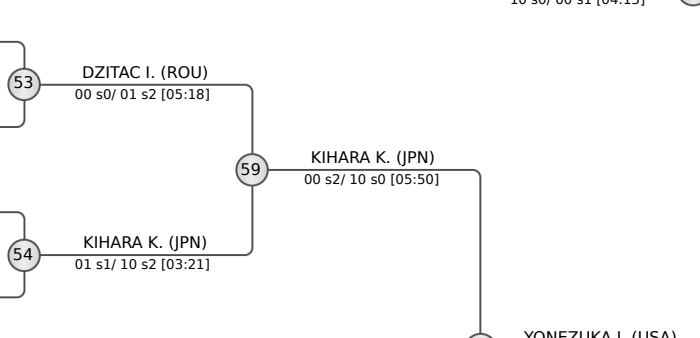 53
DZITAC I. (ROU)
00 s0/ 01 s2 [05:18]
59
KIHARA K. (JPN)
00 s2/ 10 s0 [05:50]
54
KIHARA K. (JPN)
01 s1/ 10 s2 [03:21]
(USA)